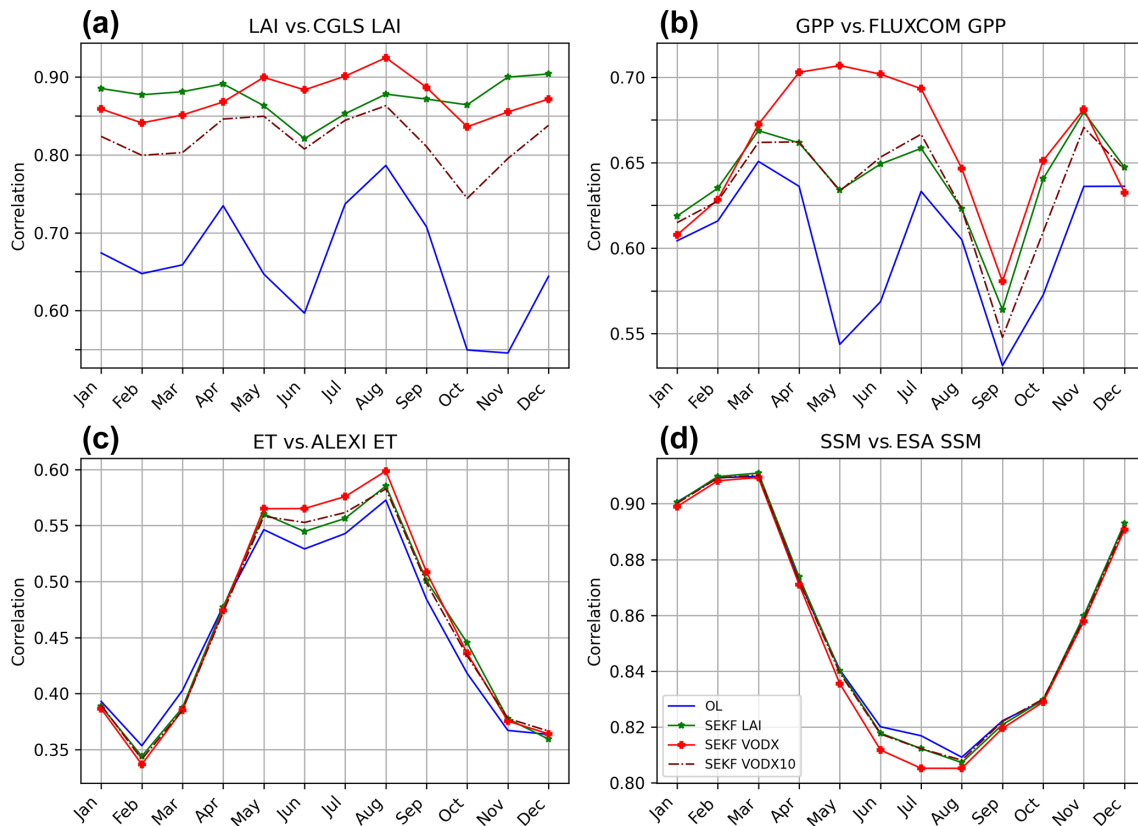 (a)
LAI vs. CGLS LAI
Correlation
0.90
0.80
0.70
0.60
Jan
Feb
Mar
Apr
May
Jun
Jul
Aug
Sep
Oct
Nov
Dec
(b)
GPP vs. FLUXCOM GPP
Correlation
0.70
0.65
0.60
0.55
Jan
Feb
Mar
Apr
May
Jun
Jul
Aug
Sep
Oct
Nov
Dec
(c)
ET vs. ALEXI ET
Correlation
0.60
0.55
0.50
0.45
0.40
0.35
Jan
Feb
Mar
Apr
May
Jun
Jul
Aug
Sep
Oct
Nov
Dec
(d)
SSM vs. ESA SSM
Correlation
0.90
0.88
0.86
0.84
0.82
0.80
OL
SEKF LAI
SEKF VODX
SEKF VODX10
Jan
Feb
Mar
Apr
May
Jun
Jul
Aug
Sep
Oct
Nov
Dec